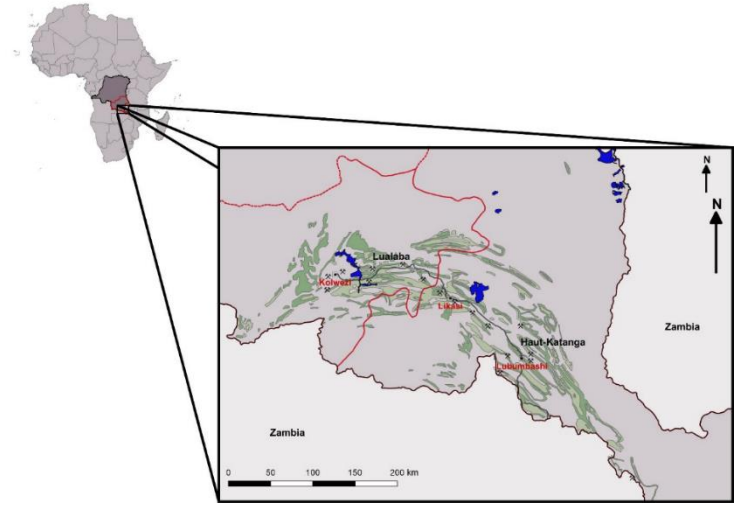 N
N
Lualaba
Kolwezi
Likasi
Zambia
Haut-Katanga
Lubumbashi
Zambia
0 50 100 150 200 km